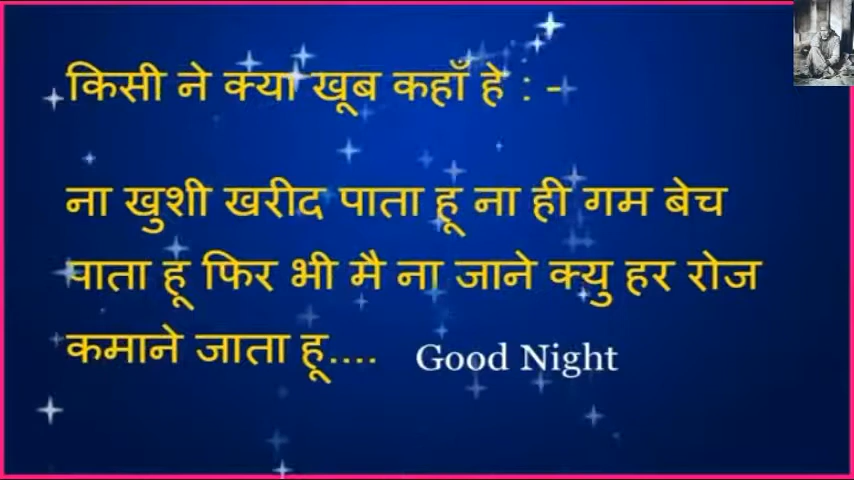 किसी ने क्या खूब कहाँ हे : -
ना खुशी खरीद पाता हू ना ही गम बेच
पाता हू फिर भी मै ना जाने क्यु हर रोज
कमाने जाता हू.... Good Night